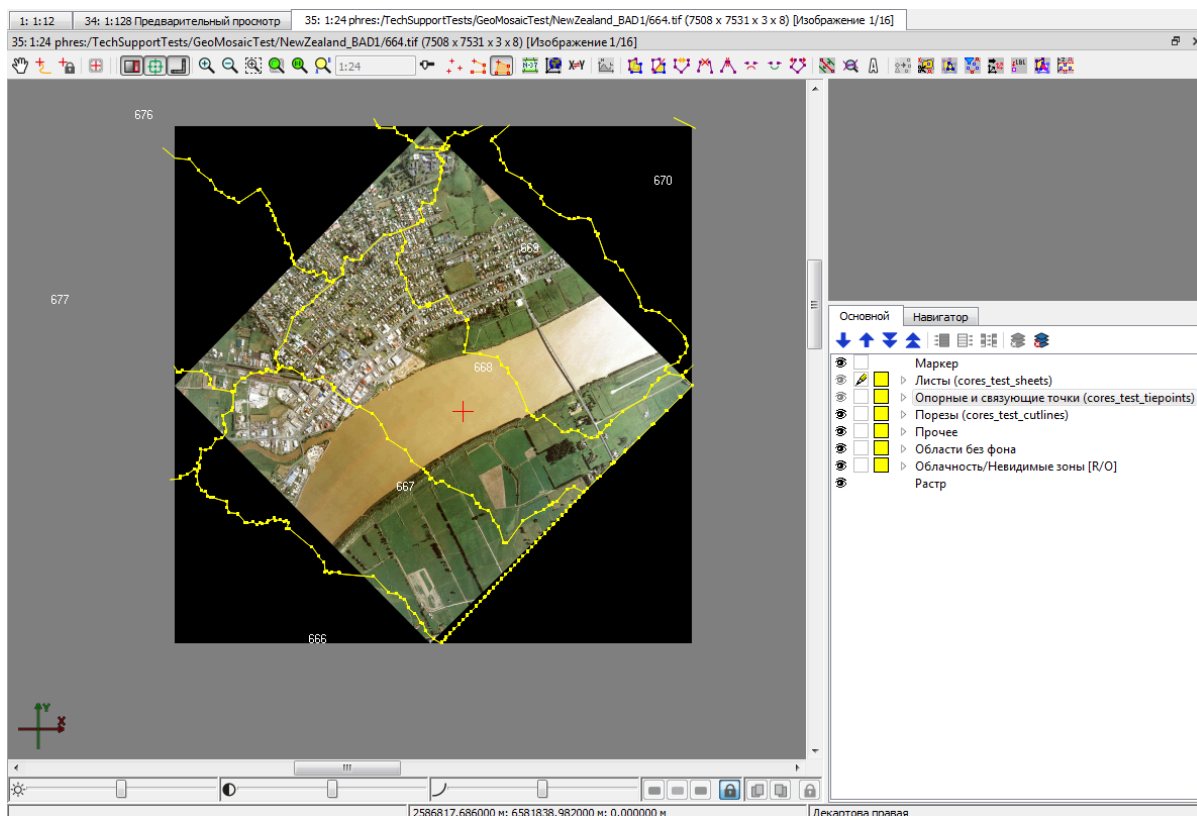 1: 1:12 34: 1:128 Предварительный просмотр 35: 1:24 phres:/TechSupportTests/GeoMosaicTest/NewZealand_BAD1/664.tif (7508 x 7531 x 3 x 8) [Изображение 1/16]
35: 1:24 phres:/TechSupportTests/GeoMosaicTest/NewZealand_BAD1/664.tif (7508 x 7531 x 3 x 8) [Изображение 1/16]
1:24
676
670
669
677
668
667
666
Y
X
Основной Навигатор
Маркер
Листы (cores_test_sheets)
Опорные и связующие точки (cores_test_tiepoints)
Порезы (cores_test_cutlines)
Прочее
Области без фона
Облачность/Невидимые зоны [R/O]
Растр
2586817,686000 м; 6581838,982000 м; 0,000000 м Декартова правая